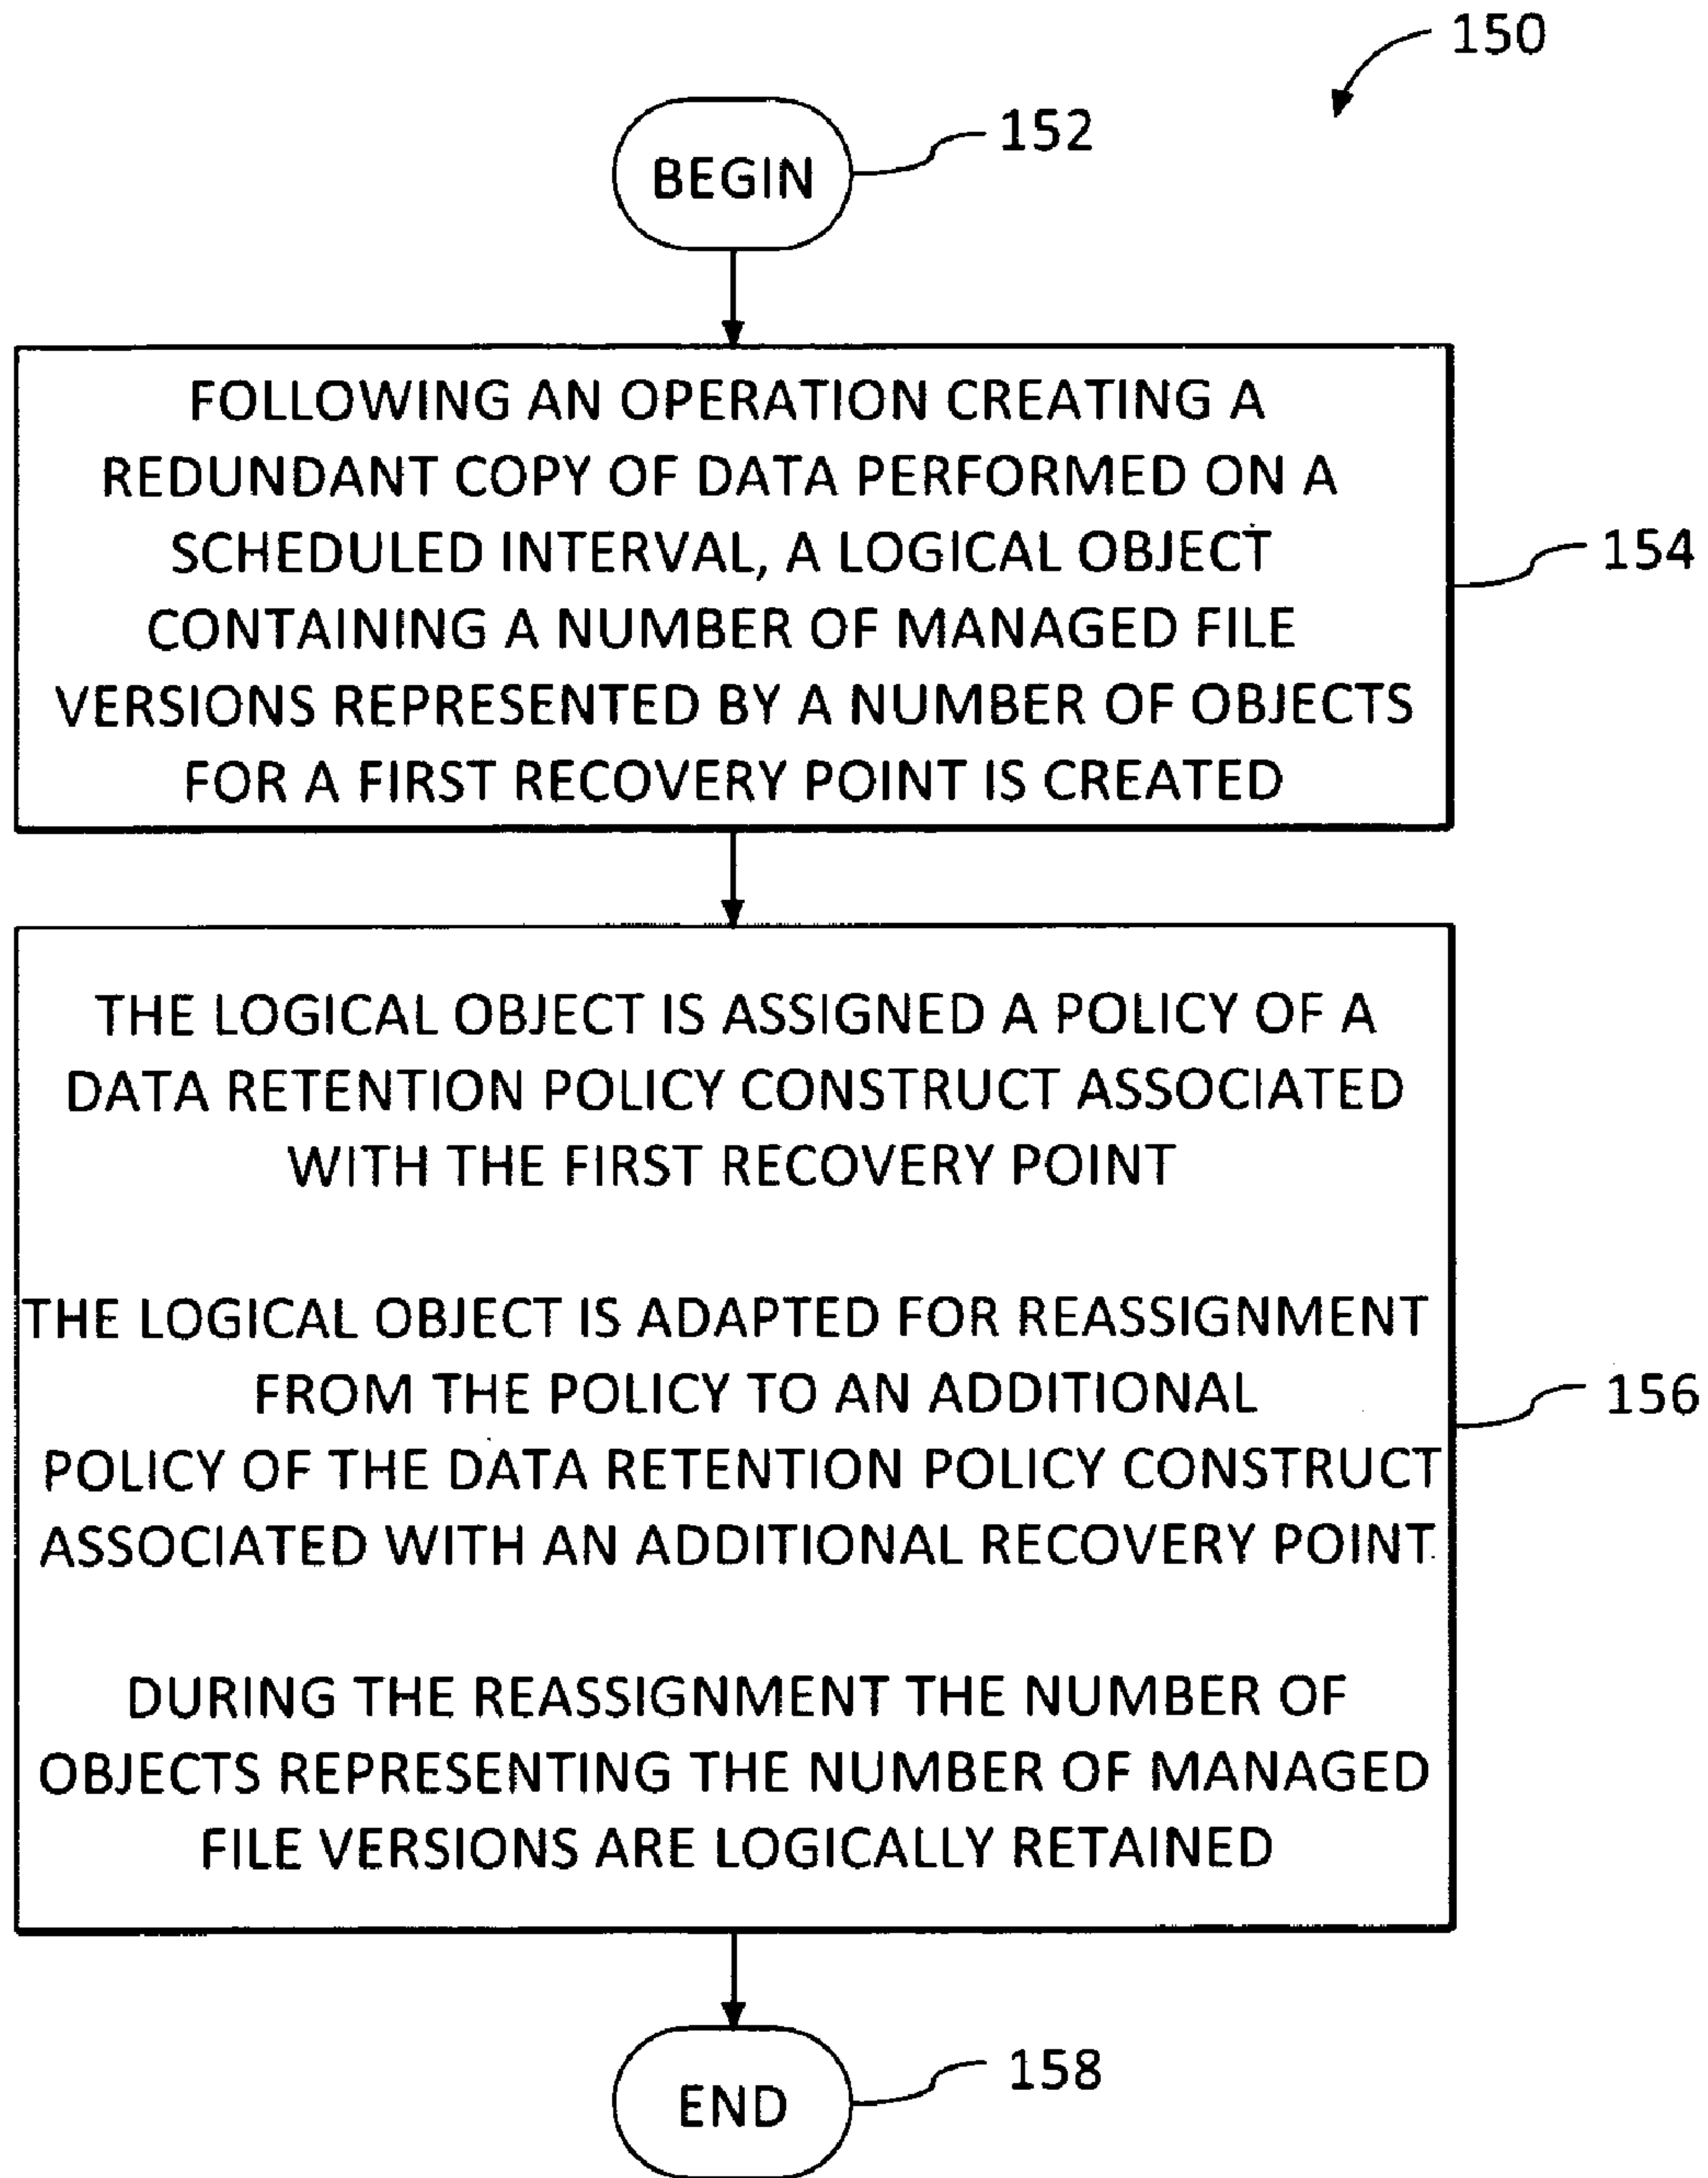 150
BEGIN
152
FOLLOWING AN OPERATION CREATING A
REDUNDANT COPY OF DATA PERFORMED ON A
SCHEDULED INTERVAL, A LOGICAL OBJECT
CONTAINING A NUMBER OF MANAGED FILE
VERSIONS REPRESENTED BY A NUMBER OF OBJECTS
FOR A FIRST RECOVERY POINT IS CREATED
154
THE LOGICAL OBJECT IS ASSIGNED A POLICY OF A
DATA RETENTION POLICY CONSTRUCT ASSOCIATED
WITH THE FIRST RECOVERY POINT
THE LOGICAL OBJECT IS ADAPTED FOR REASSIGNMENT
FROM THE POLICY TO AN ADDITIONAL
POLICY OF THE DATA RETENTION POLICY CONSTRUCT
ASSOCIATED WITH AN ADDITIONAL RECOVERY POINT
DURING THE REASSIGNMENT THE NUMBER OF
OBJECTS REPRESENTING THE NUMBER OF MANAGED
FILE VERSIONS ARE LOGICALLY RETAINED
156
END
158